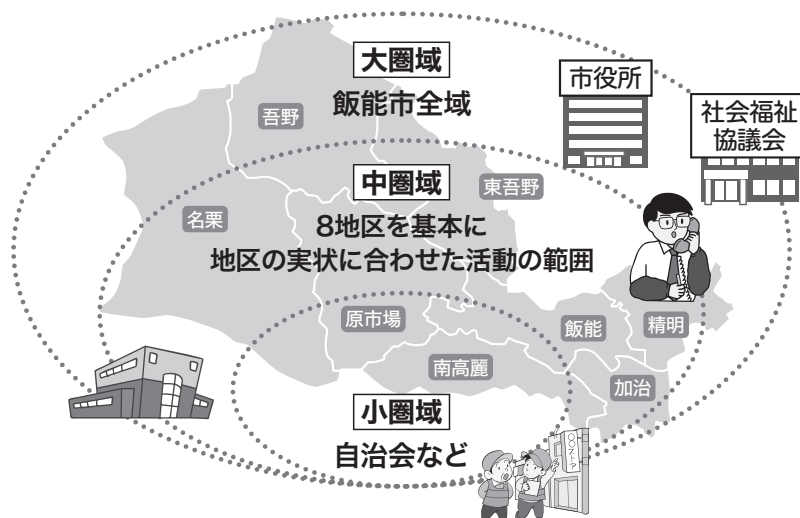 大圏域
飯能市全域
市役所
社会福祉
協議会
吾野
中圏域
東吾野
名栗
8地区を基本に
地区の実状に合わせた活動の範囲
原市場
飯能
精明
南高麗
加治
小圏域
自治会など
○○ストア